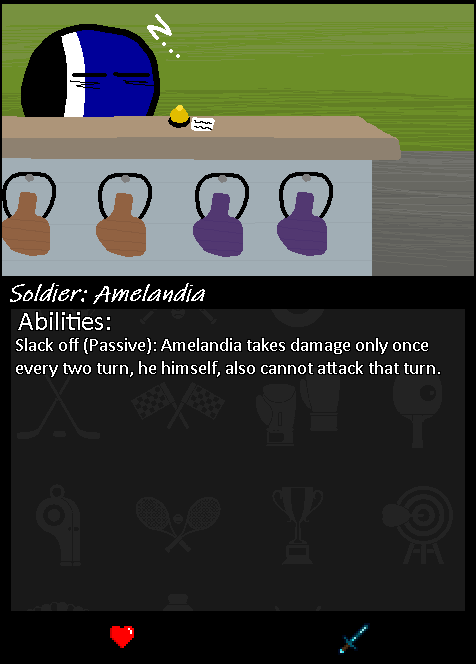 Z...
Soldier: Amelandia
Abilities:
Slack off (Passive): Amelandia takes damage only once
every two turn, he himself, also cannot attack that turn.